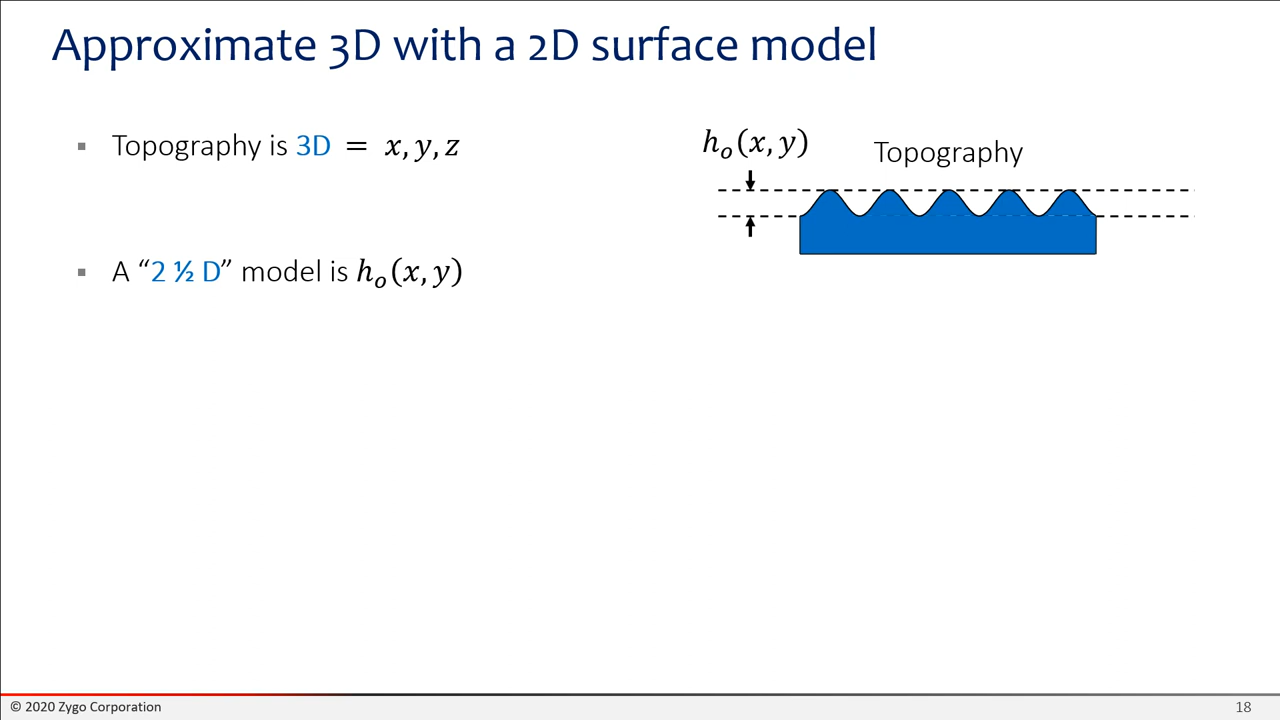 Approximate 3D with a 2D surface model
▪ Topography is 3D = x, y, z
hₒ(x, y)
Topography
▪ A “2 ½ D” model is hₒ(x, y)
© 2020 Zygo Corporation
18